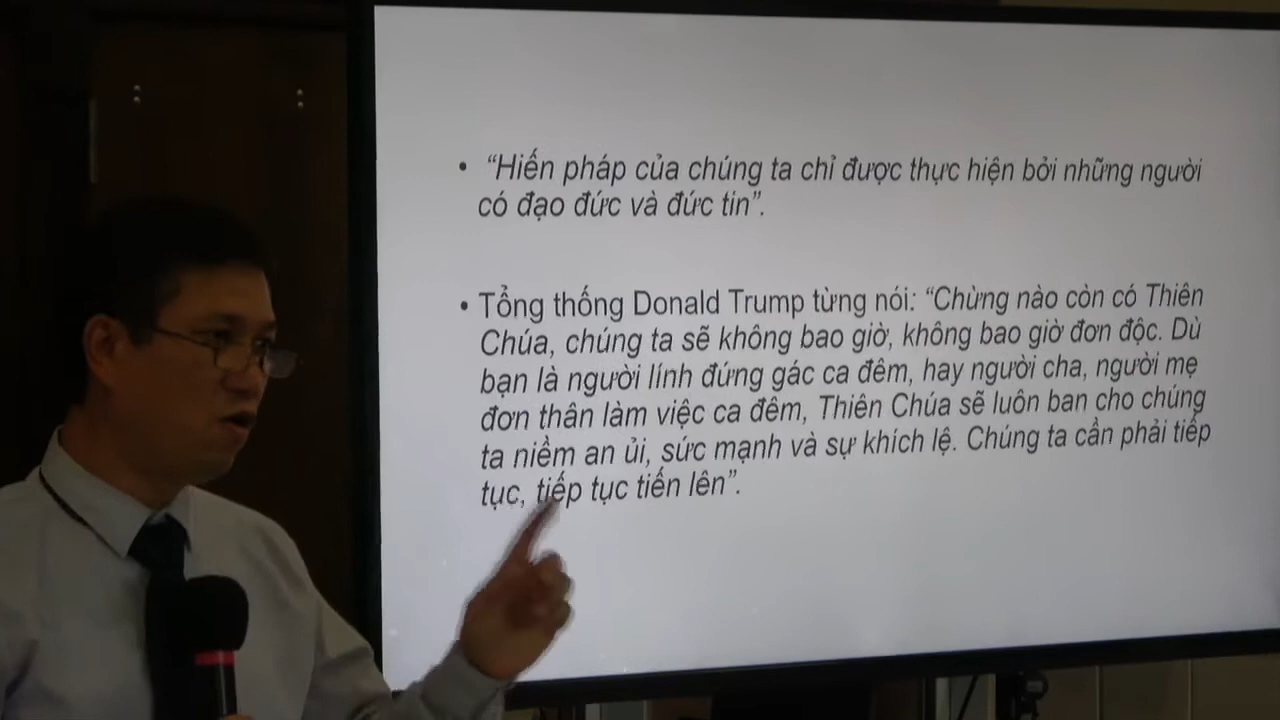 • “Hiến pháp của chúng ta chỉ được thực hiện bởi những người
có đạo đức và đức tin”.
• Tổng thống Donald Trump từng nói: “Chừng nào còn có Thiên
Chúa, chúng ta sẽ không bao giờ, không bao giờ đơn độc. Dù
bạn là người lính đứng gác ca đêm, hay người cha, người mẹ
đơn thân làm việc ca đêm, Thiên Chúa sẽ luôn ban cho chúng
ta niềm an ủi, sức mạnh và sự khích lệ. Chúng ta cần phải tiếp
tục, tiếp tục tiến lên”.